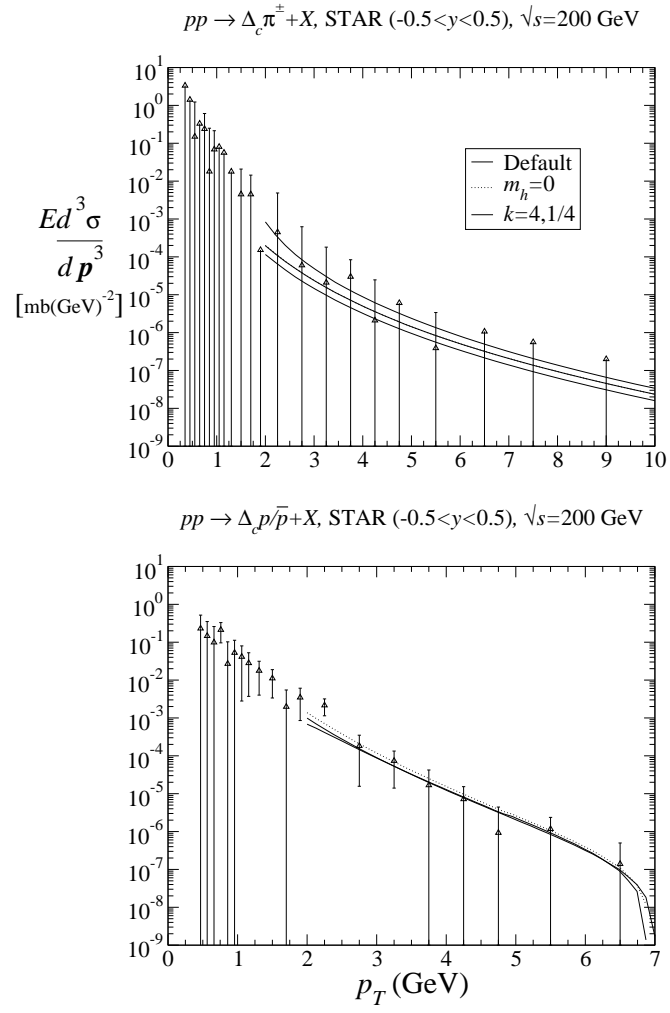 pp → Δ_cπ^±+X, STAR (-0.5<y<0.5), √s=200 GeV
10^1
10^0
10^-1
10^-2
10^-3
10^-4
10^-5
10^-6
10^-7
10^-8
10^-9
Ed^3σ
dp^3
[mb(GeV)^-2]
Default
m_h=0
k=4,1/4
0 1 2 3 4 5 6 7 8 9 10
pp → Δ_cp/p̅+X, STAR (-0.5<y<0.5), √s=200 GeV
10^1
10^0
10^-1
10^-2
10^-3
10^-4
10^-5
10^-6
10^-7
10^-8
10^-9
0 1 2 3 4 5 6 7
p_T (GeV)